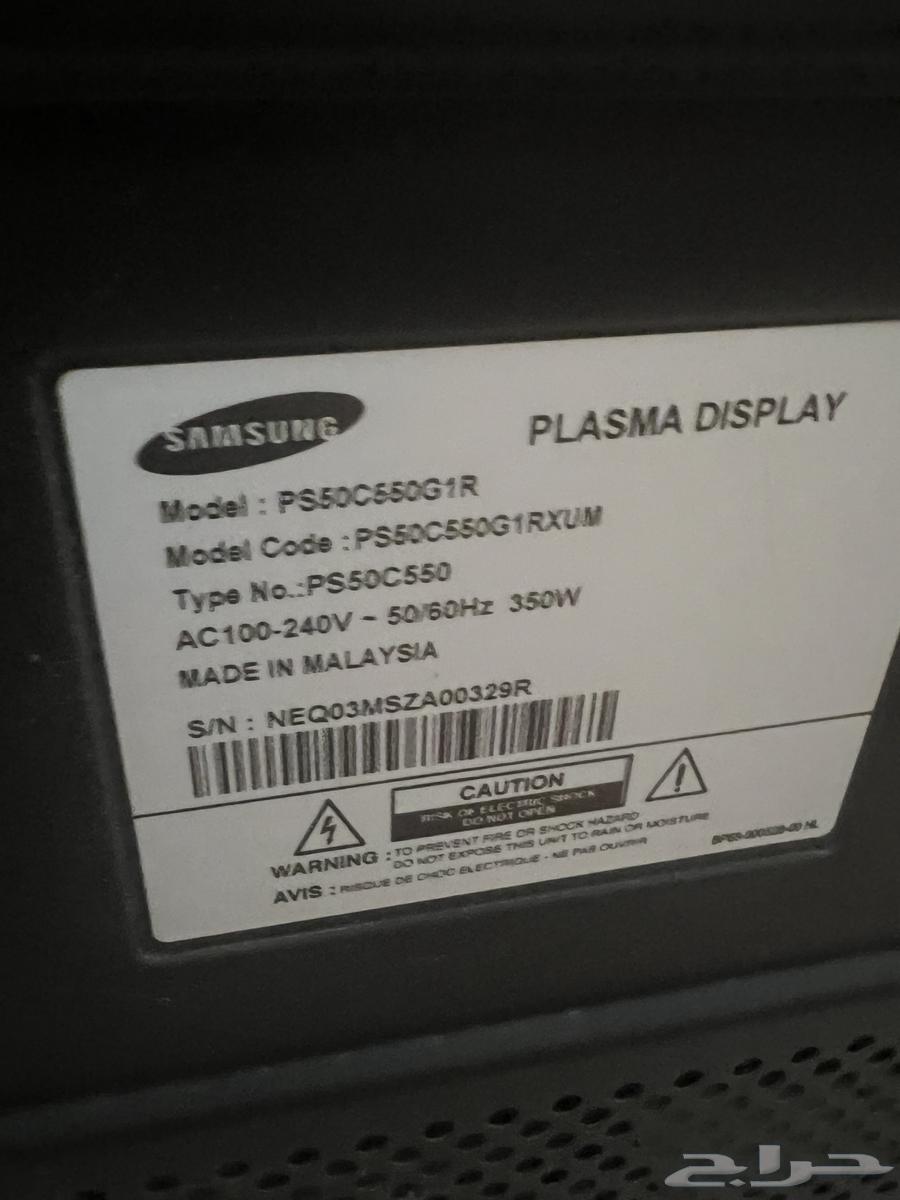 SAMSUNG
PLASMA DISPLAY
Model : PS50C550G1R
Model Code : PS50C550G1RXUM
Type No.:PS50C550
AC100-240V ~ 50/60Hz 350W
MADE IN MALAYSIA
S/N : NEQ03MSZA00329R
CAUTION
RISK OF ELECTRIC SHOCK
DO NOT OPEN
WARNING : TO PREVENT FIRE OR SHOCK HAZARD
DO NOT EXPOSE THIS UNIT TO RAIN OR MOISTURE
AVIS : RISQUE DE CHOC ELECTRIQUE - NE PAS OUVRIR
حراج